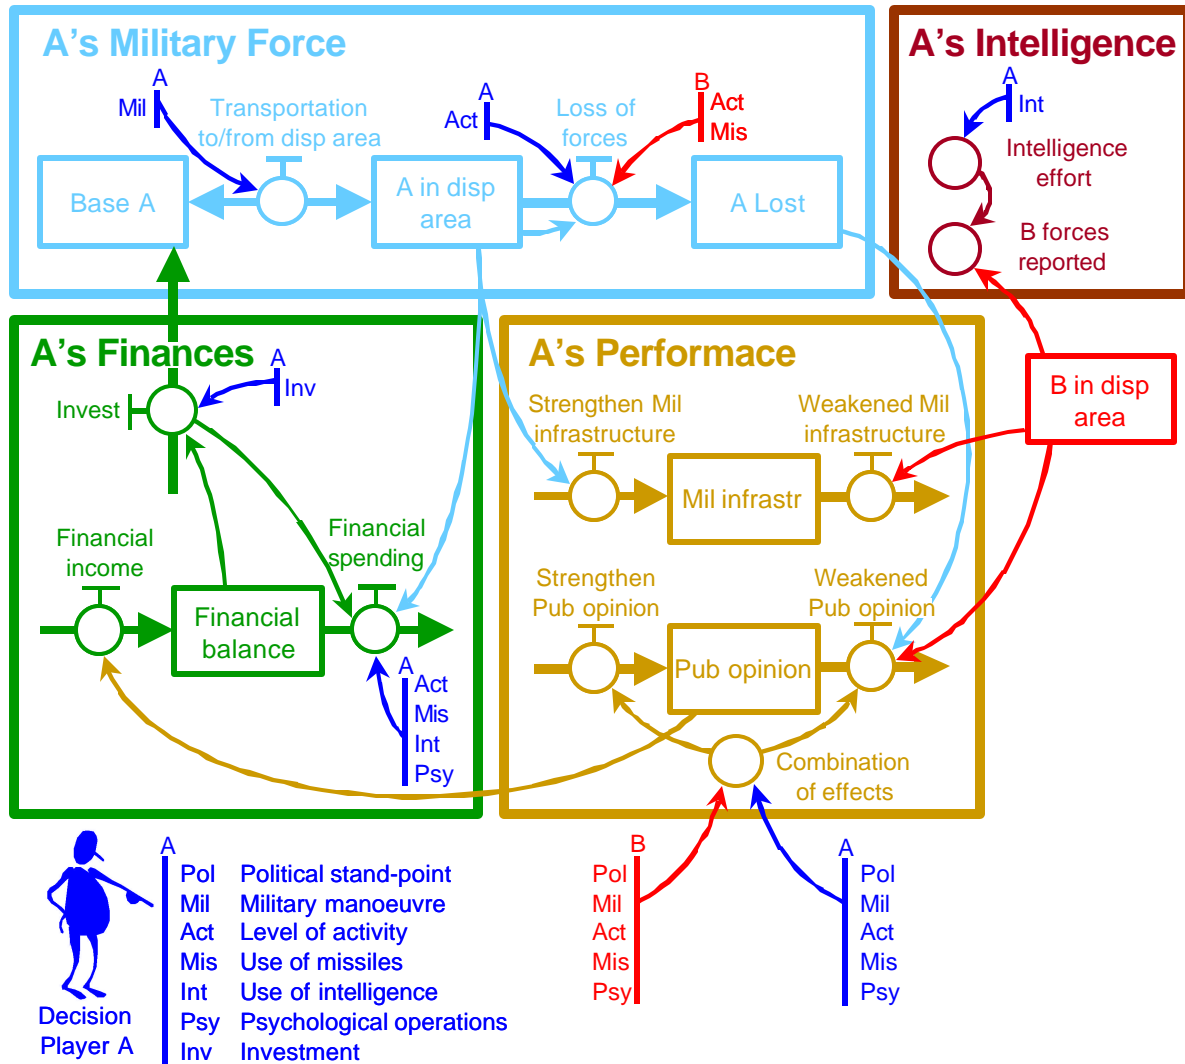 A's Military Force
A
Mil
Transportation
to/from disp area
A
Act
Loss of
forces
B
Act
Mis
Base A
A in disp
area
A Lost
A's Intelligence
A
Int
Intelligence
effort
B forces
reported
A's Finances
A
Inv
Invest
Financial
income
Financial
spending
Financial
balance
A
Act
Mis
Int
Psy
A's Performace
Strengthen Mil
infrastructure
Weakened Mil
infrastructure
Mil infrastr
Strengthen
Pub opinion
Weakened
Pub opinion
Pub opinion
Combination
of effects
B in disp
area
Decision
Player A
A
Pol Political stand-point
Mil Military manoeuvre
Act Level of activity
Mis Use of missiles
Int Use of intelligence
Psy Psychological operations
Inv Investment
B
Pol
Mil
Act
Mis
Psy
A
Pol
Mil
Act
Mis
Psy